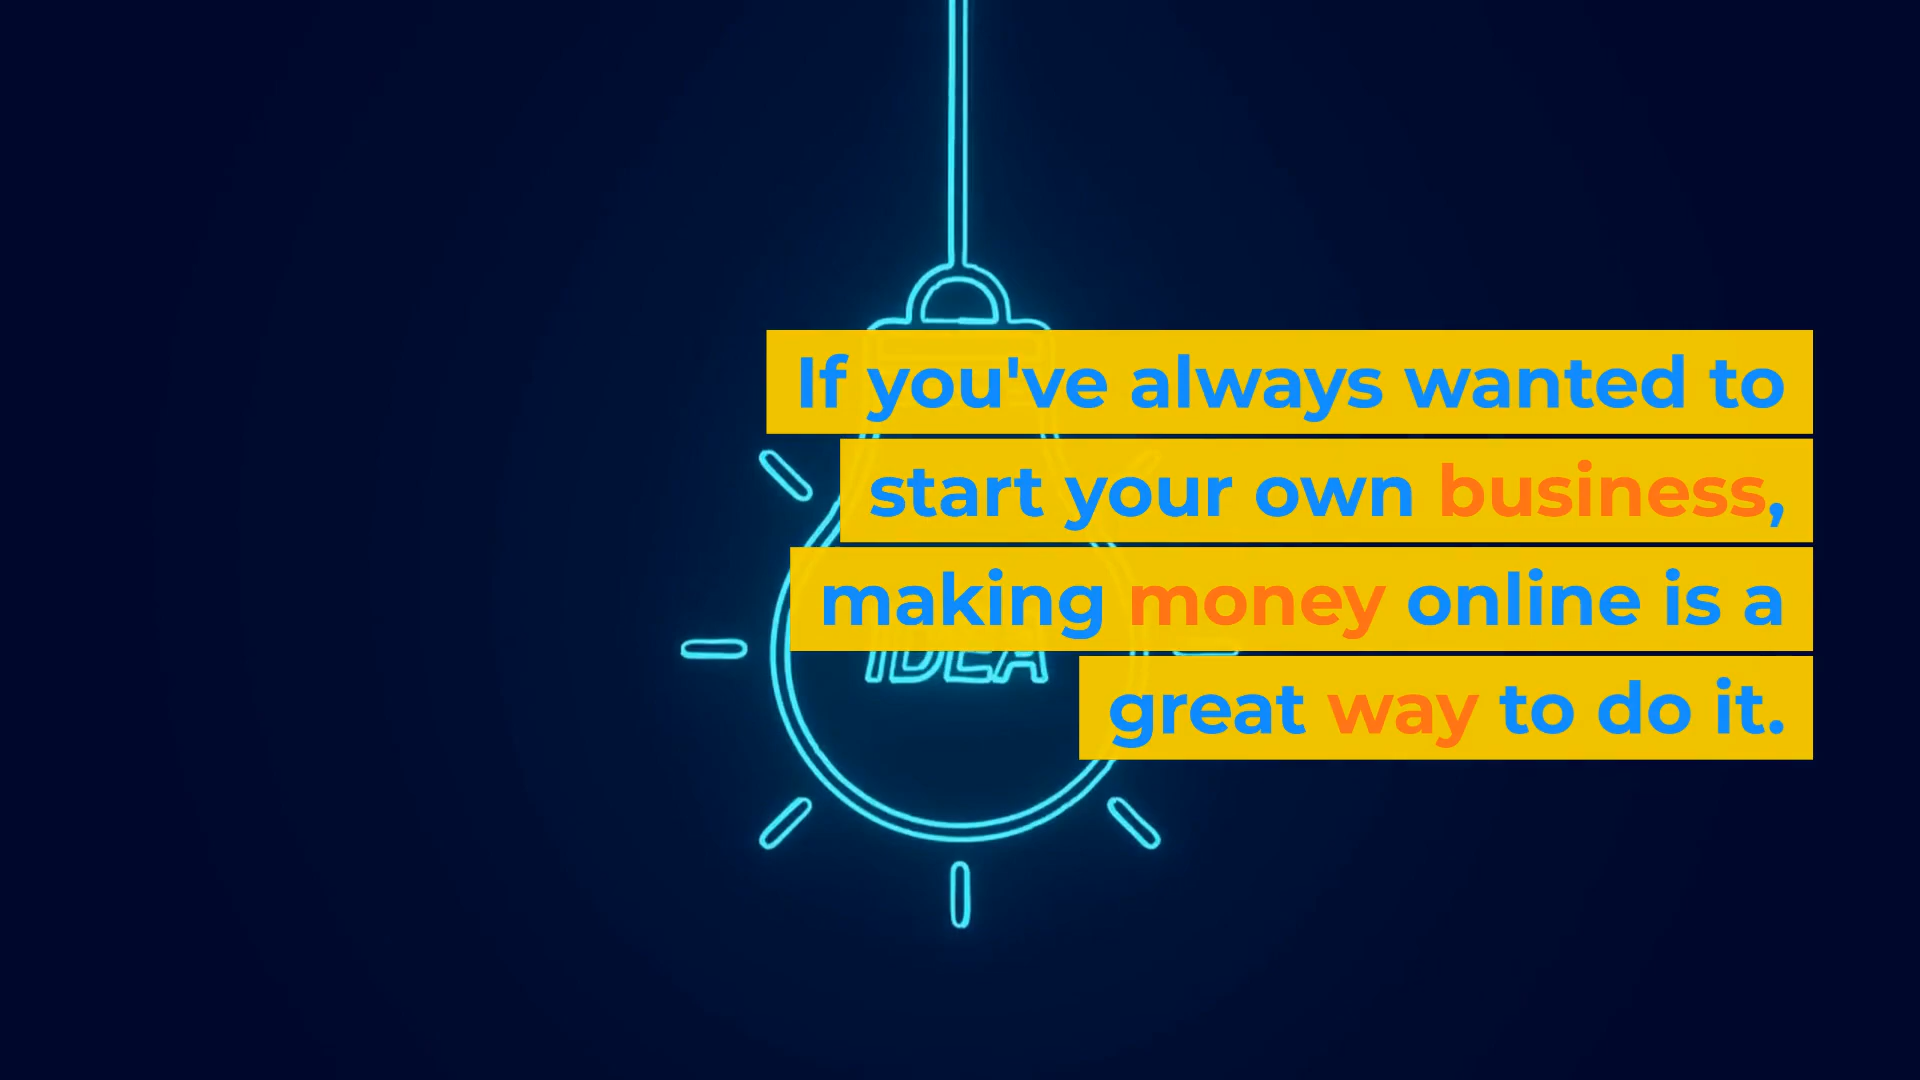 If you've always wanted to
start your own business,
making money online is a
great way to do it.
IDEA